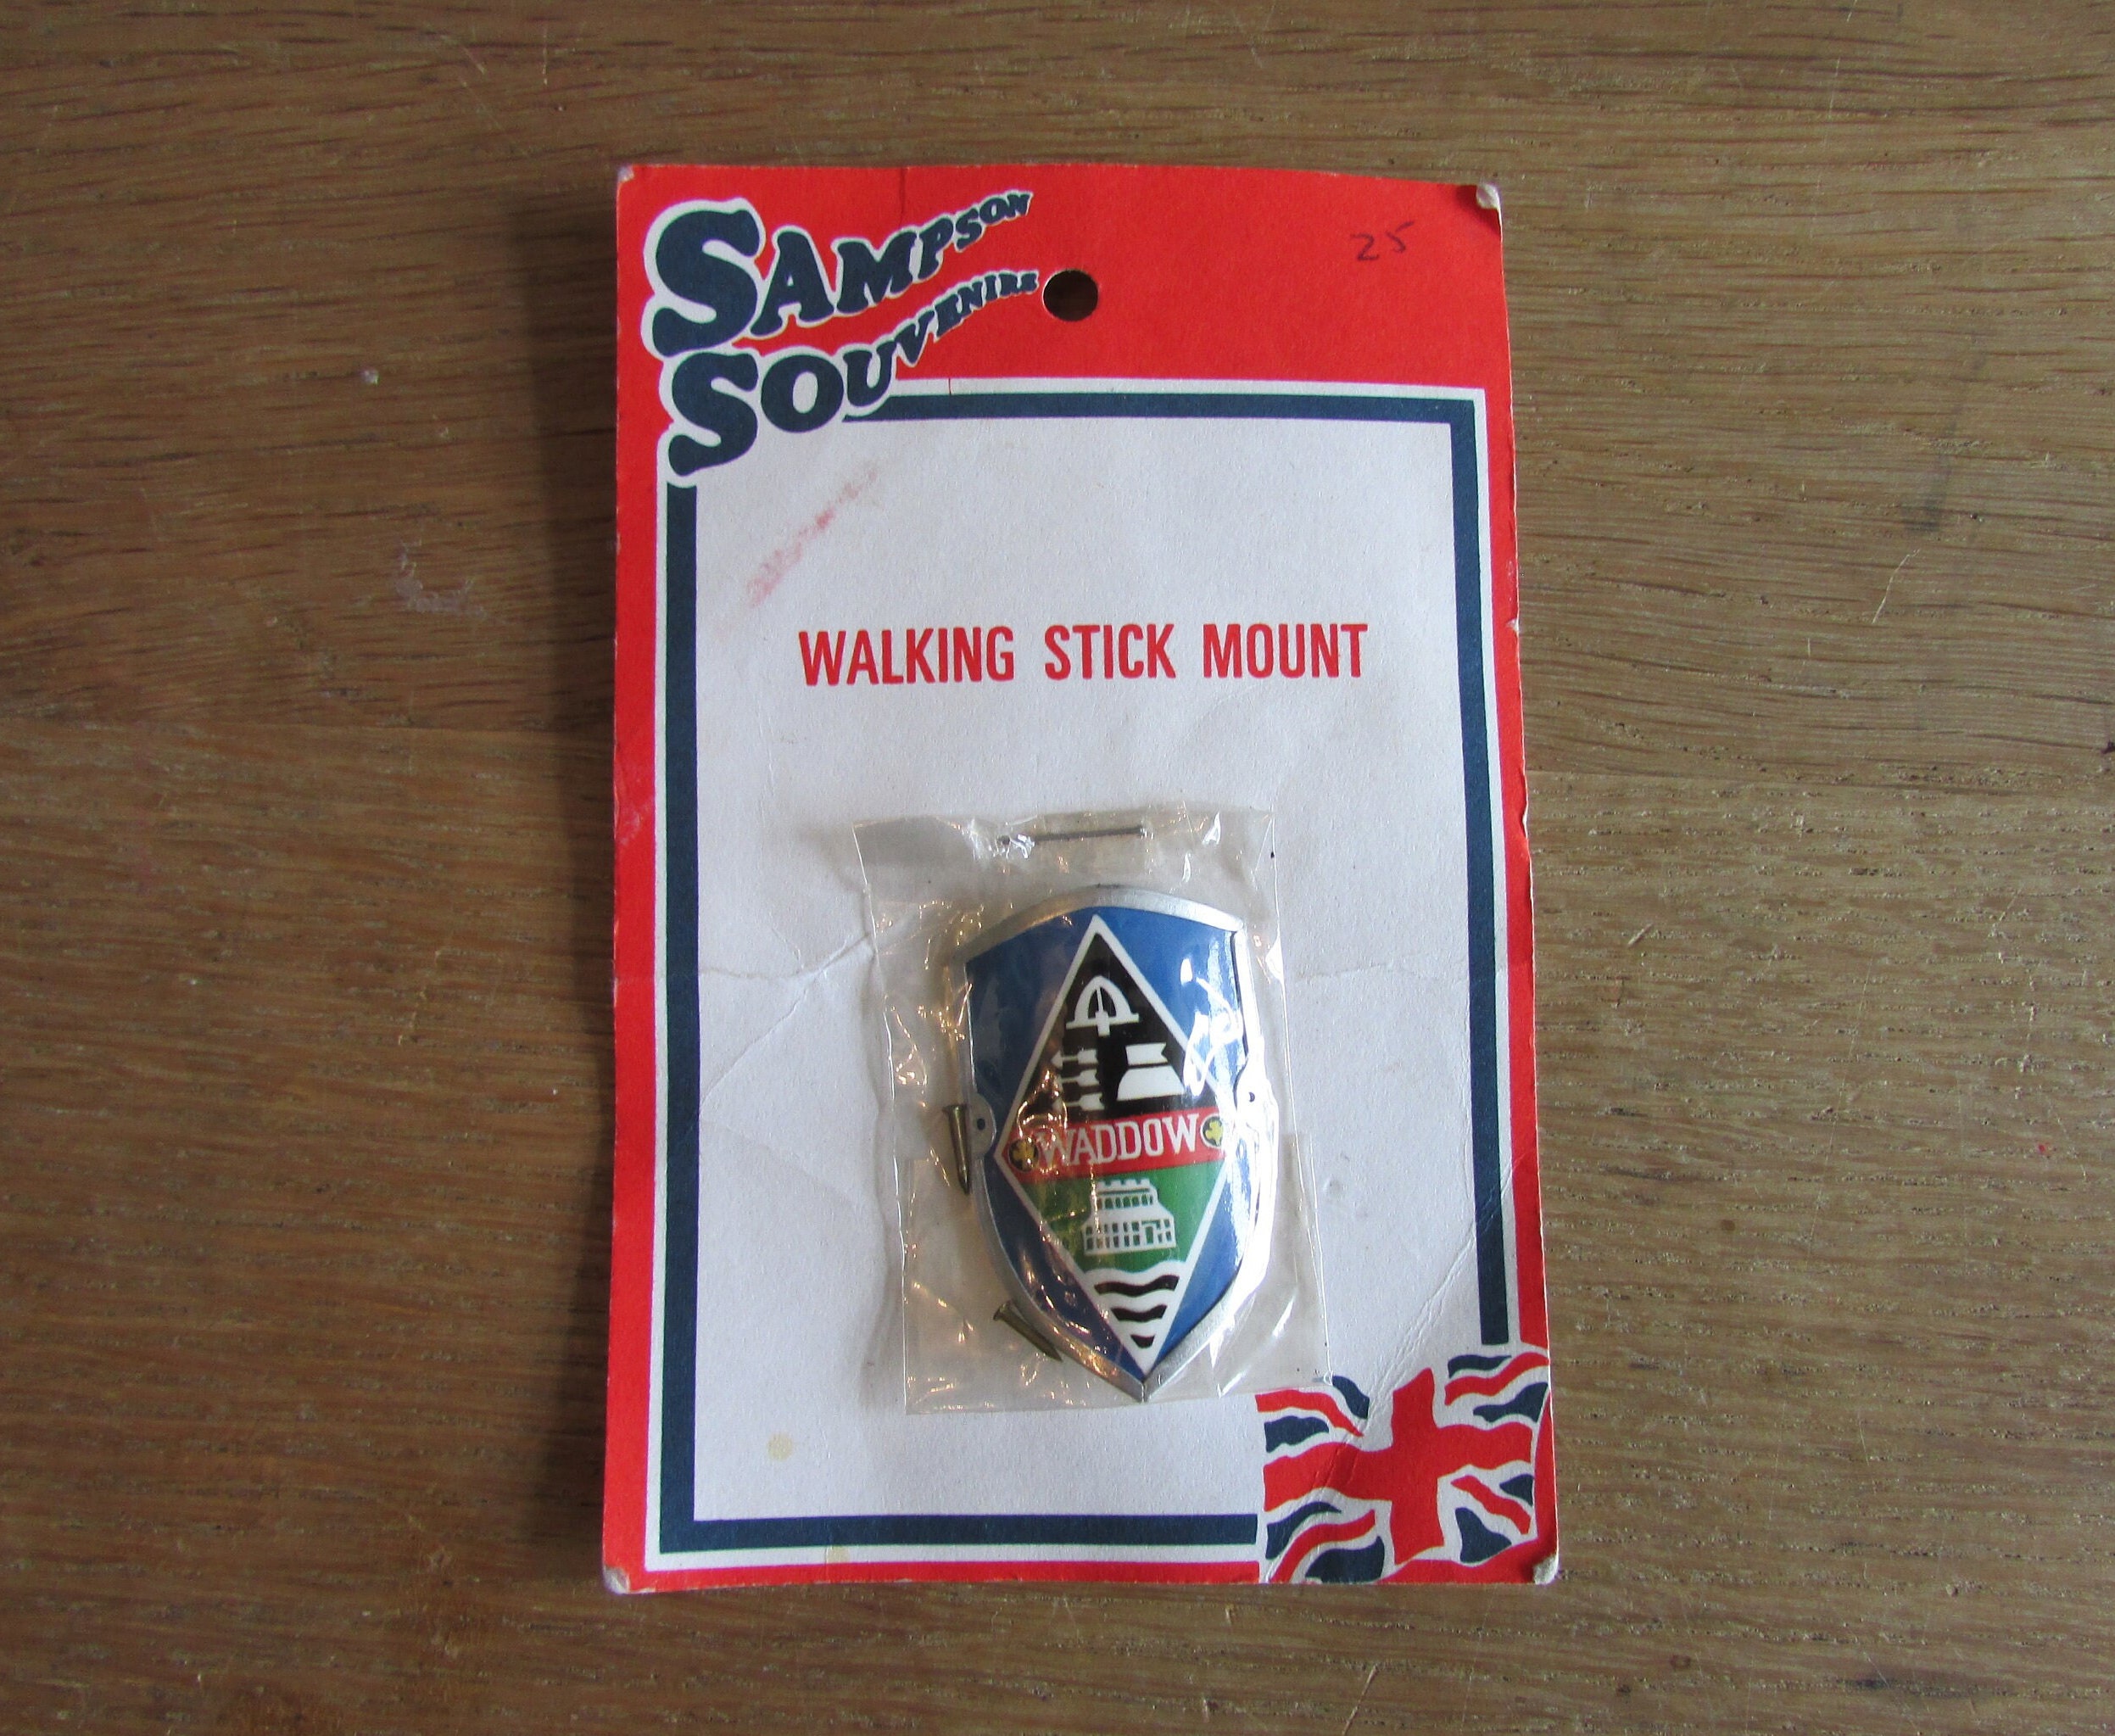 SAMPSON
SOUVENIRS
25
WALKING STICK MOUNT
WADDOW